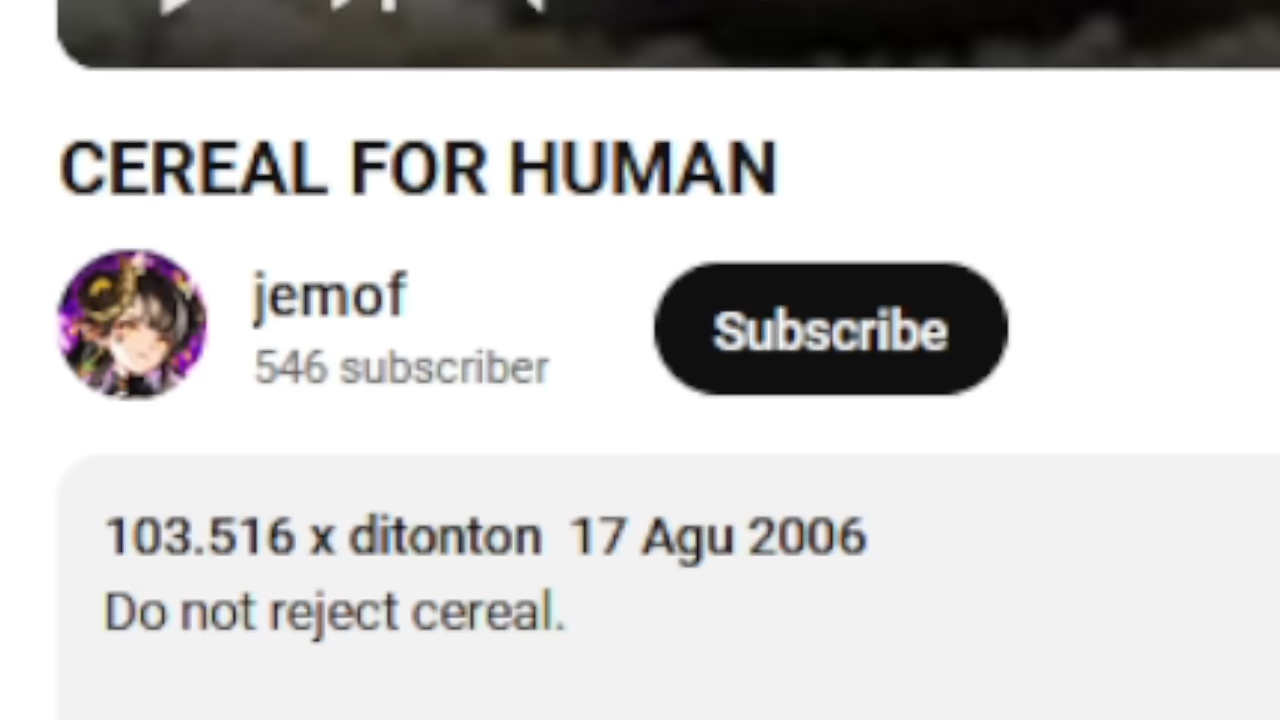 CEREAL FOR HUMAN
jemof
546 subscriber
Subscribe
103.516 x ditonton 17 Agu 2006
Do not reject cereal.